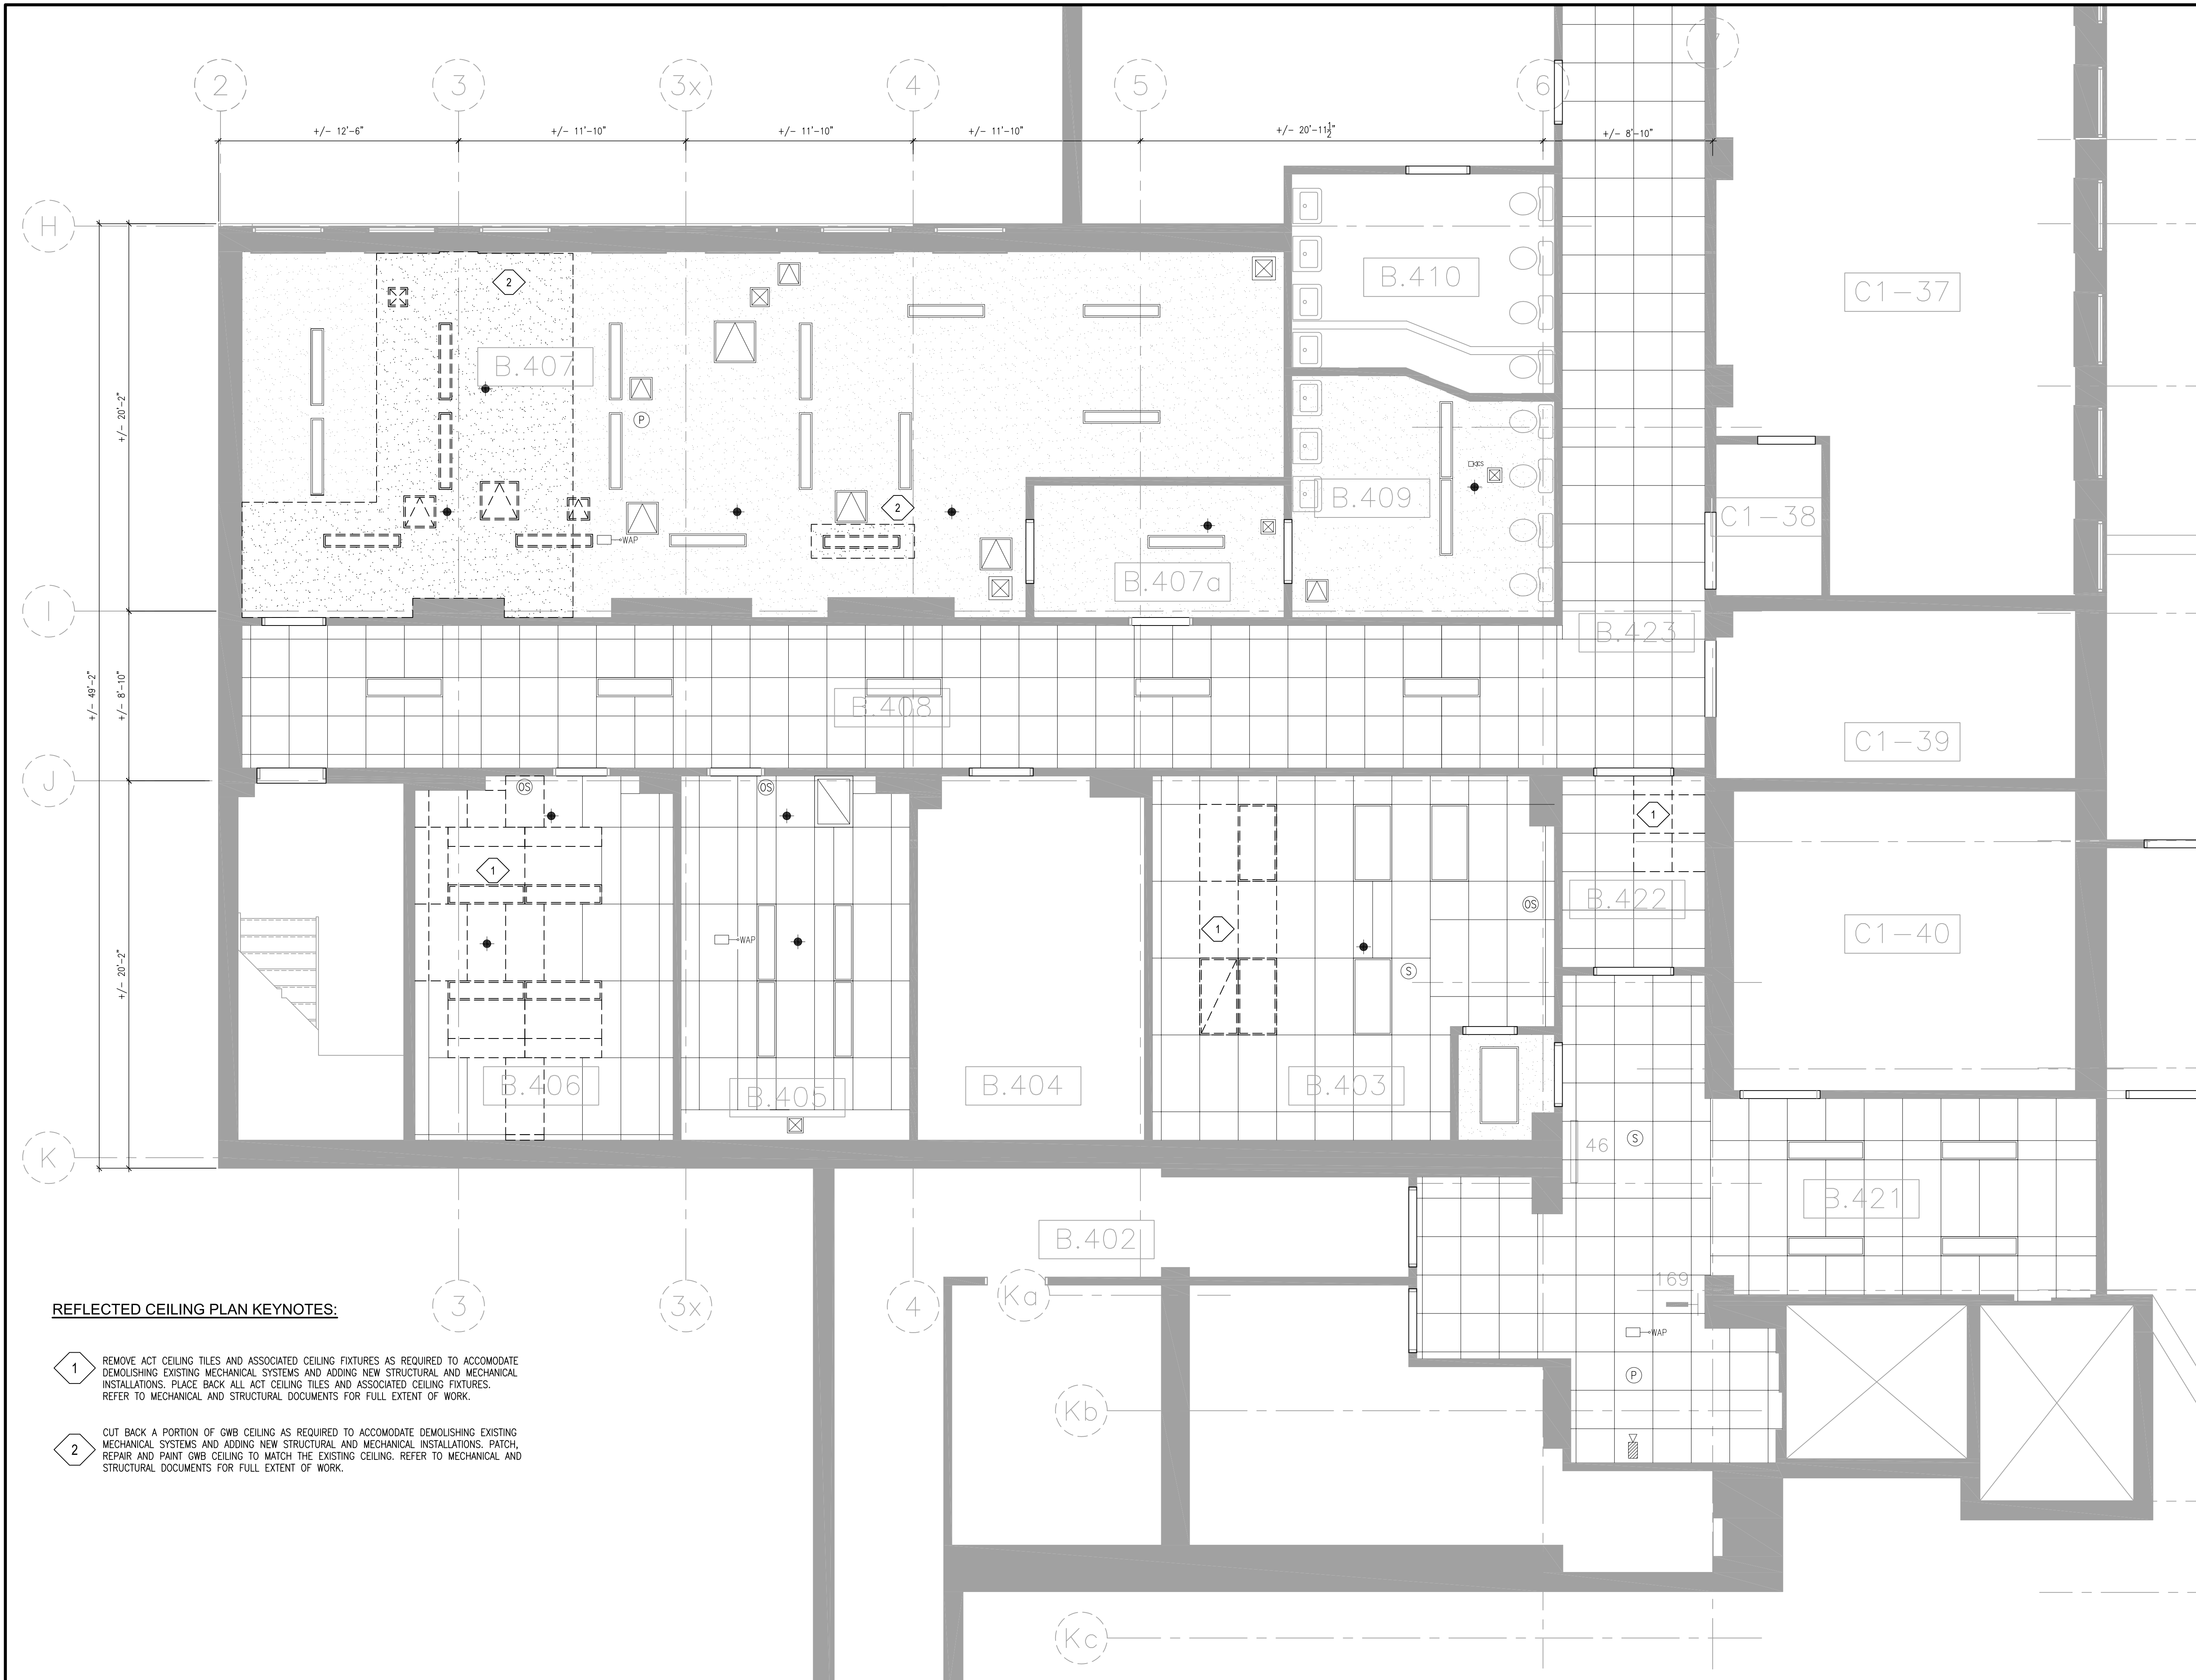 2
3
3x
4
5
6
7
+/- 12'-6"
+/- 11'-10"
+/- 11'-10"
+/- 11'-10"
+/- 20'-11½"
+/- 8'-10"
H
I
J
K
+/- 20'-2"
+/- 49'-2"
+/- 8'-10"
+/- 20'-2"
2
B.407
P
2
WAP
B.407a
B.410
B.409
CS
C1-37
C1-38
B.423
C1-39
B.408
OS
OS
1
1
1
WAP
OS
S
B.422
C1-40
B.406
B.405
B.404
B.403
46
S
B.421
B.402
169
WAP
P
3
3x
4
Ka
Kb
Kc
REFLECTED CEILING PLAN KEYNOTES:
1
REMOVE ACT CEILING TILES AND ASSOCIATED CEILING FIXTURES AS REQUIRED TO ACCOMODATE
DEMOLISHING EXISTING MECHANICAL SYSTEMS AND ADDING NEW STRUCTURAL AND MECHANICAL
INSTALLATIONS. PLACE BACK ALL ACT CEILING TILES AND ASSOCIATED CEILING FIXTURES.
REFER TO MECHANICAL AND STRUCTURAL DOCUMENTS FOR FULL EXTENT OF WORK.
2
CUT BACK A PORTION OF GWB CEILING AS REQUIRED TO ACCOMODATE DEMOLISHING EXISTING
MECHANICAL SYSTEMS AND ADDING NEW STRUCTURAL AND MECHANICAL INSTALLATIONS. PATCH,
REPAIR AND PAINT GWB CEILING TO MATCH THE EXISTING CEILING. REFER TO MECHANICAL AND
STRUCTURAL DOCUMENTS FOR FULL EXTENT OF WORK.